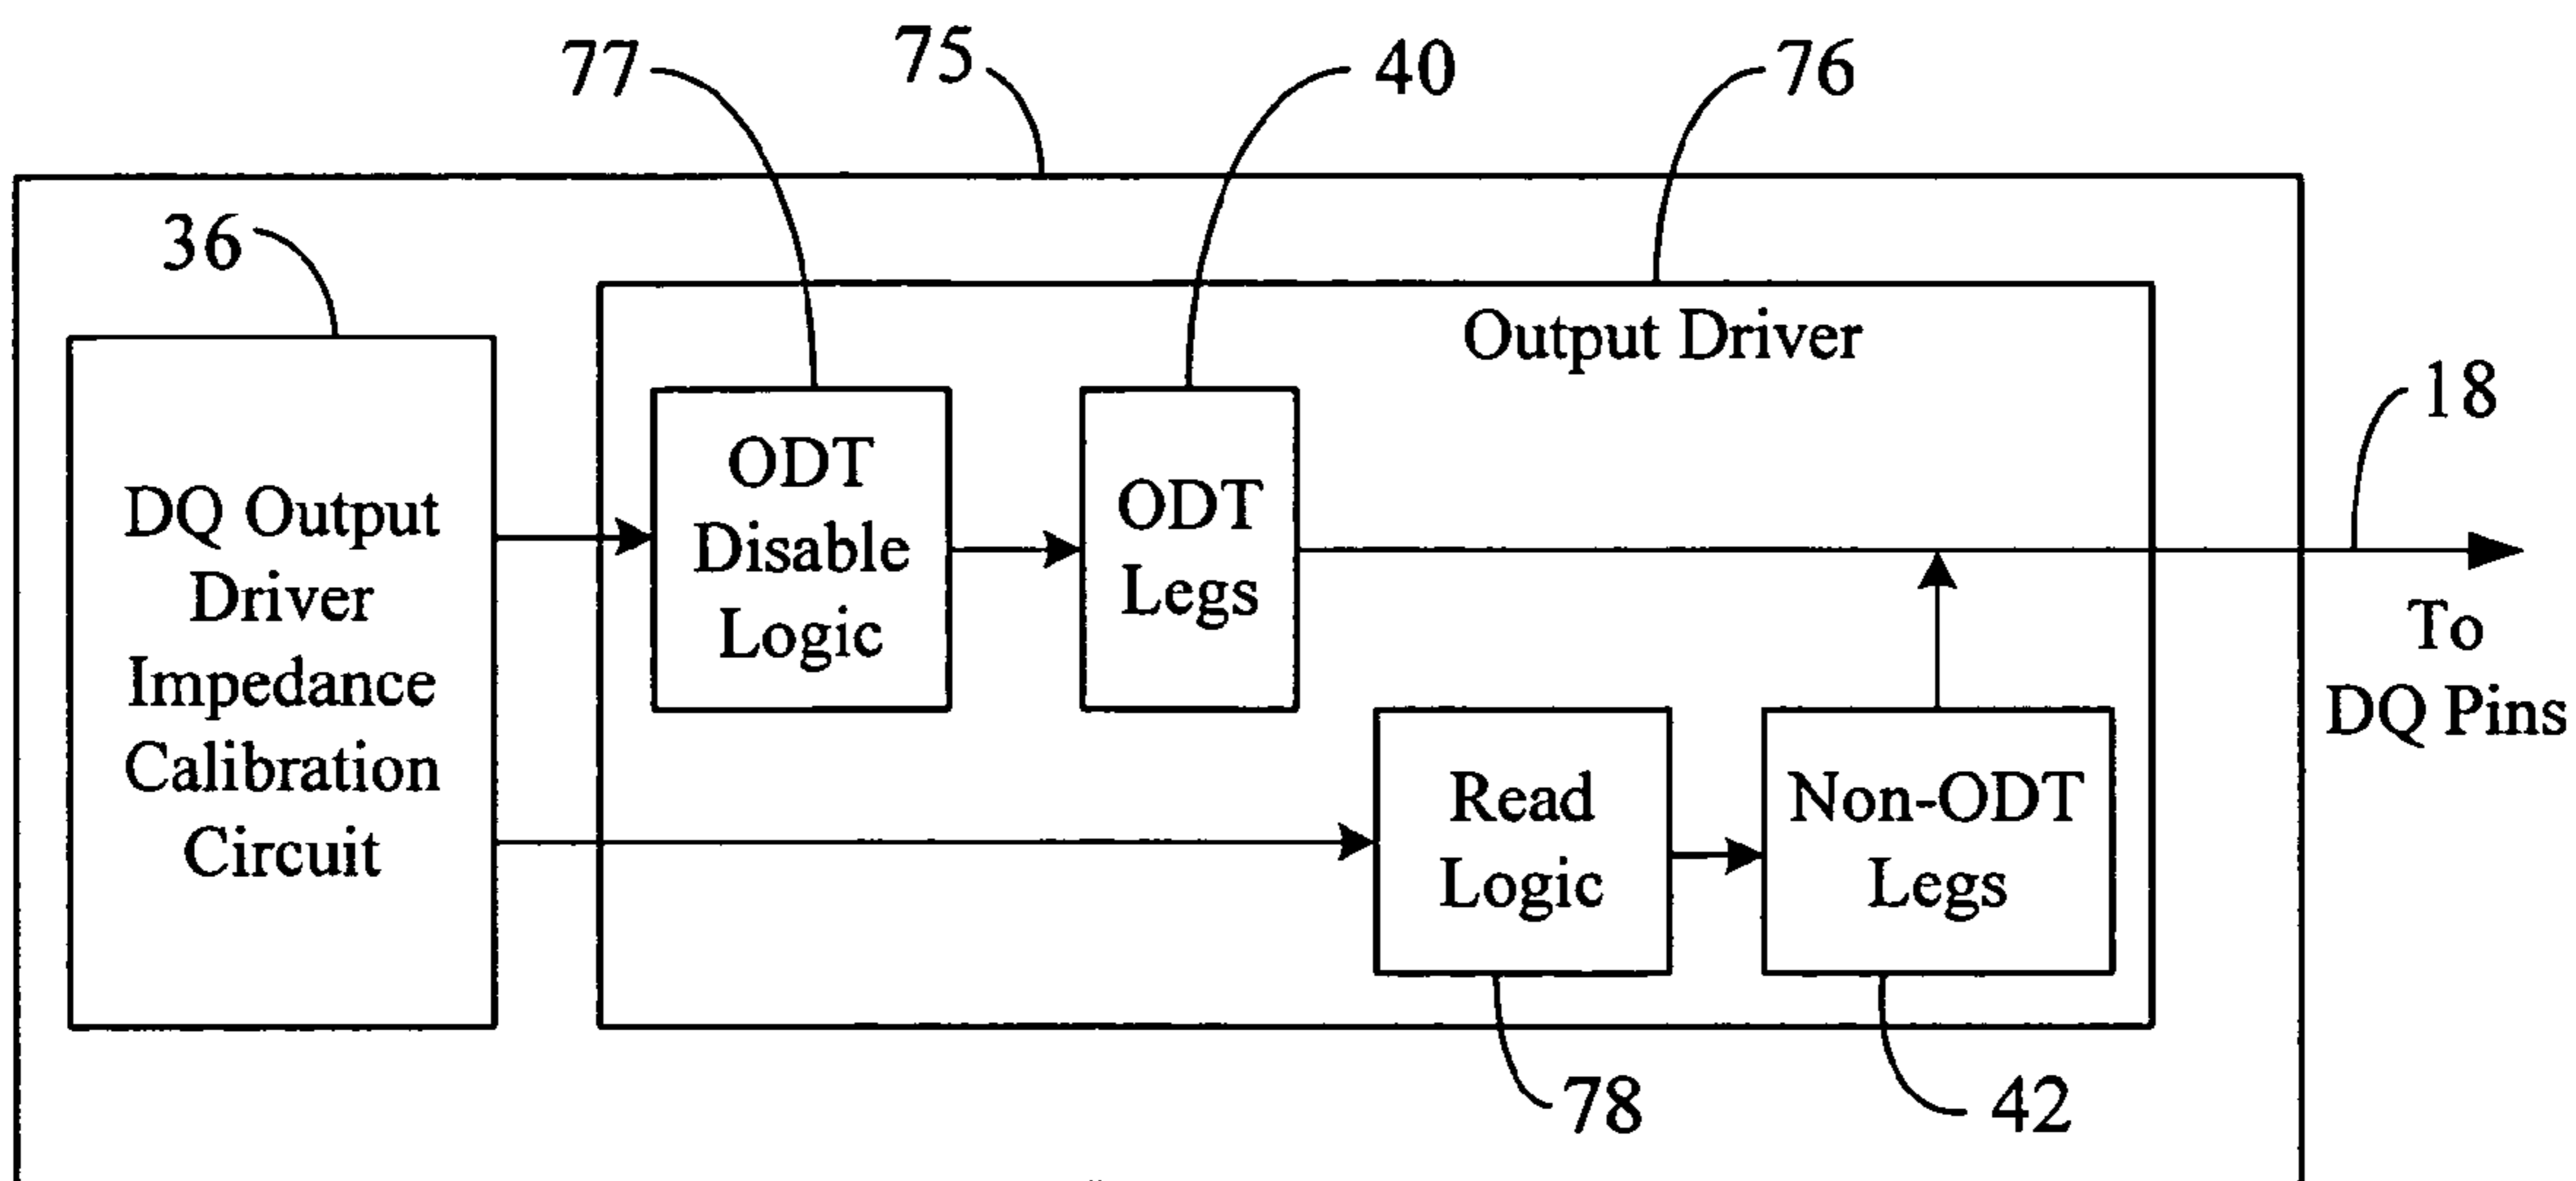 77
75
40
76
36
Output Driver
18
DQ Output
Driver
Impedance
Calibration
Circuit
ODT
Disable
Logic
ODT
Legs
To
DQ Pins
Read
Logic
Non-ODT
Legs
78
42